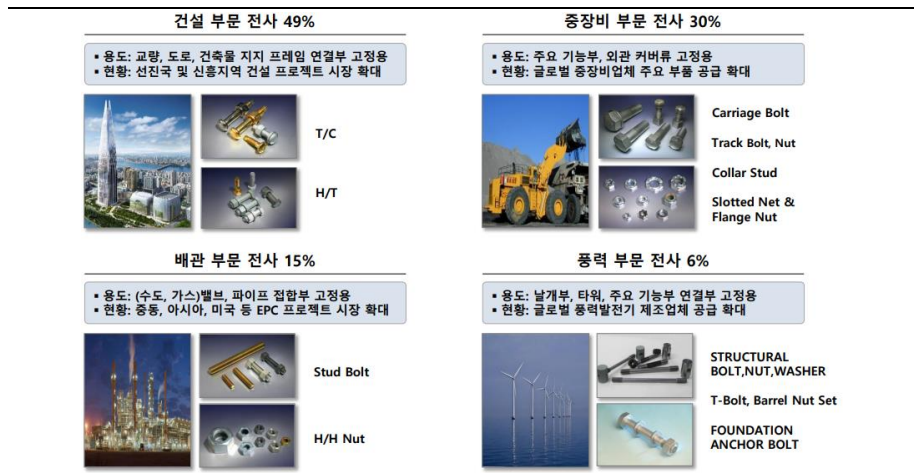 건설 부문 전사 49%
▪ 용도: 교량, 도로, 건축물 지지 프레임 연결부 고정용
▪ 현황: 선진국 및 신흥지역 건설 프로젝트 시장 확대
T/C
H/T
중장비 부문 전사 30%
▪ 용도: 주요 기능부, 외관 커버류 고정용
▪ 현황: 글로벌 중장비업체 주요 부품 공급 확대
Carriage Bolt
Track Bolt, Nut
Collar Stud
Slotted Net &
Flange Nut
배관 부문 전사 15%
▪ 용도: (수도, 가스)밸브, 파이프 접합부 고정용
▪ 현황: 중동, 아시아, 미국 등 EPC 프로젝트 시장 확대
Stud Bolt
H/H Nut
풍력 부문 전사 6%
▪ 용도: 날개부, 타워, 주요 기능부 연결부 고정용
▪ 현황: 글로벌 풍력발전기 제조업체 공급 확대
STRUCTURAL
BOLT,NUT,WASHER
T-Bolt, Barrel Nut Set
FOUNDATION
ANCHOR BOLT